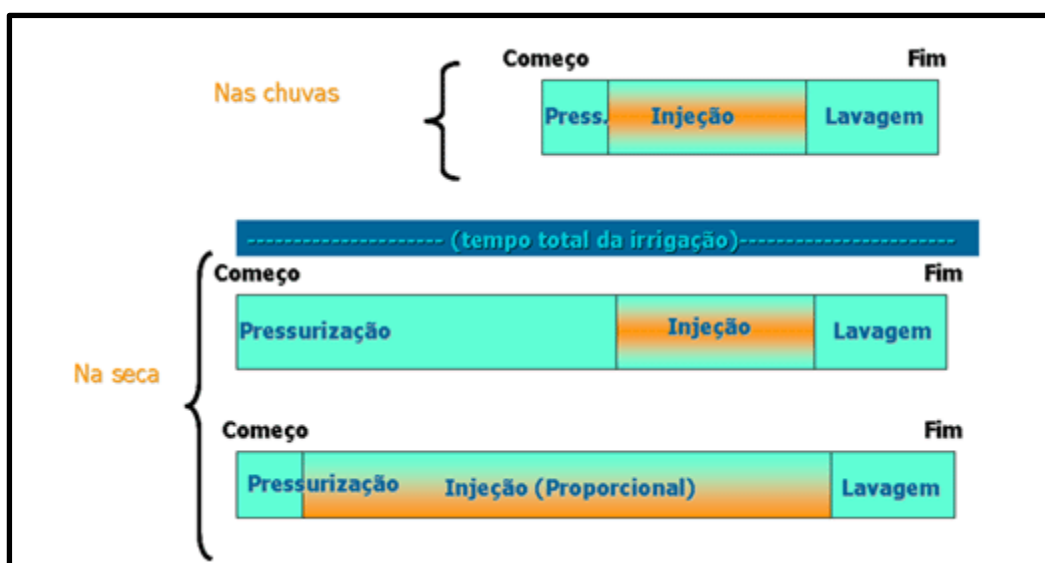 Começo Fim
Nas chuvas
Press. Injeção Lavagem
--------------------- (tempo total da irrigação)-----------------------
Começo Fim
Pressurização Injeção Lavagem
Na seca
Começo Fim
Pressurização Injeção (Proporcional) Lavagem